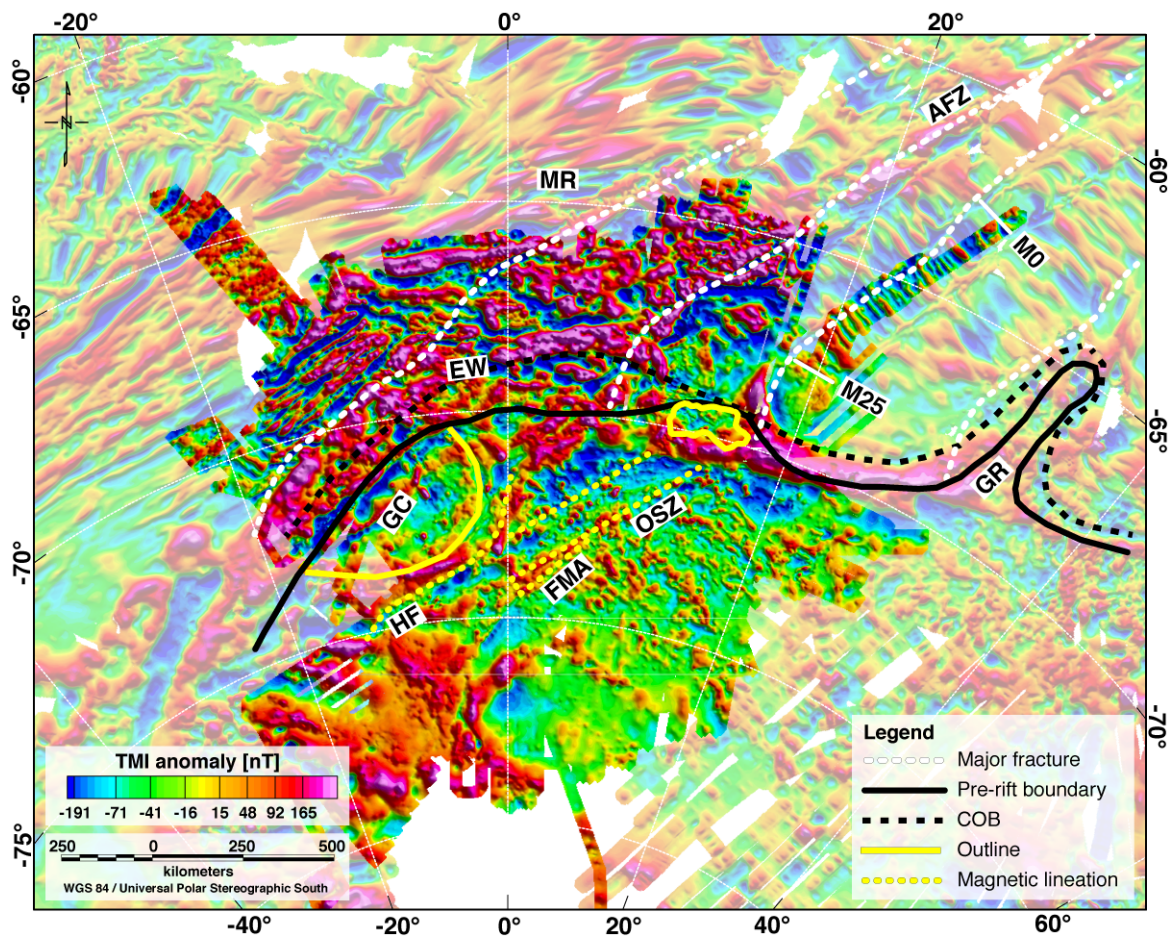 -20°
0°
20°
-60°
-60°
-65°
-65°
-70°
-70°
-75°
-40°
-20°
0°
20°
40°
60°
N
AFZ
MR
M0
EW
M25
GC
GR
OSZ
FMA
HF
TMI anomaly [nT]
-191 -71 -41 -16 15 48 92 165
250 0 250 500
kilometers
WGS 84 / Universal Polar Stereographic South
Legend
Major fracture
Pre-rift boundary
COB
Outline
Magnetic lineation